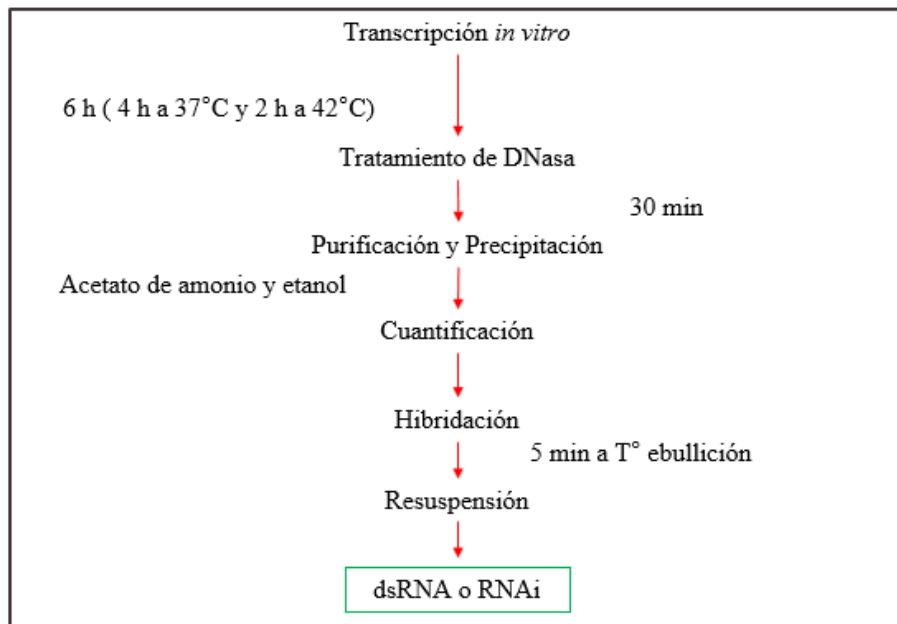 Transcripción in vitro
6 h ( 4 h a 37°C y 2 h a 42°C)
Tratamiento de DNasa
30 min
Purificación y Precipitación
Acetato de amonio y etanol
Cuantificación
Hibridación
5 min a T° ebullición
Resuspensión
dsRNA o RNAi